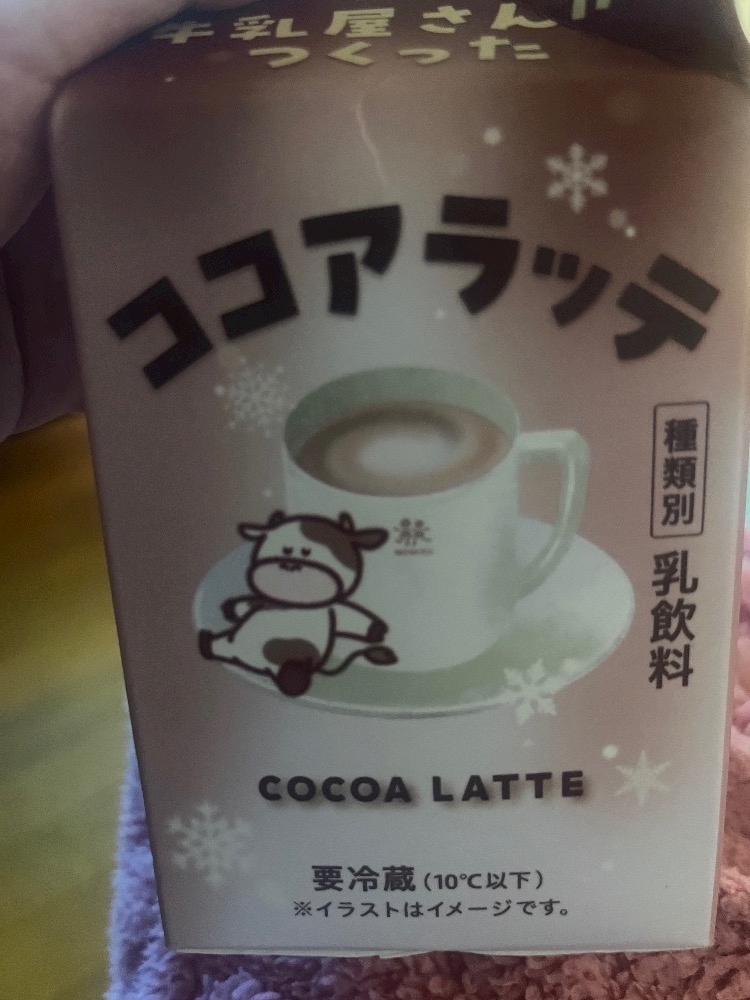 牛乳屋さんが
つくった
ココアラッテ
種類別
乳飲料
COCOA LATTE
要冷蔵（10℃以下）
※イラストはイメージです。